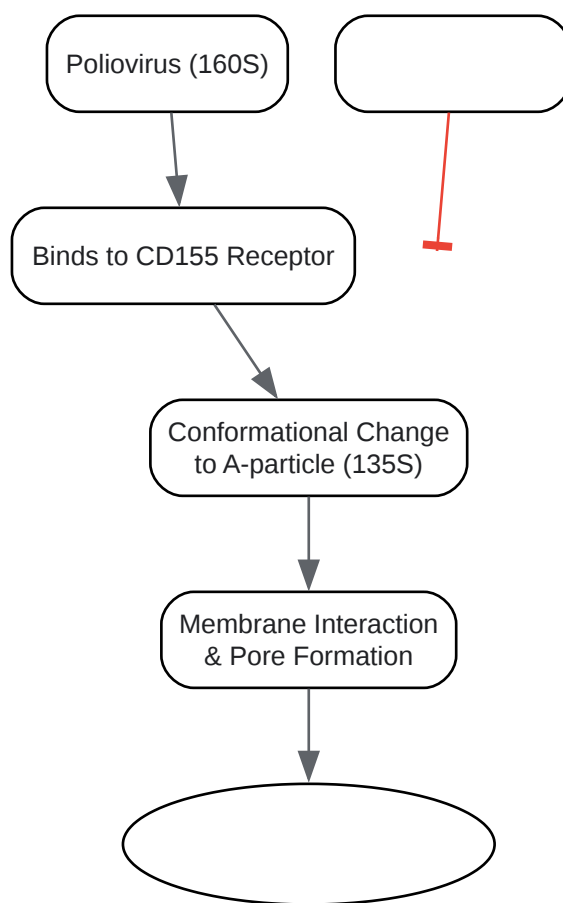 Poliovirus (160S)
Binds to CD155 Receptor
Conformational Change
to A-particle (135S)
Membrane Interaction
& Pore Formation